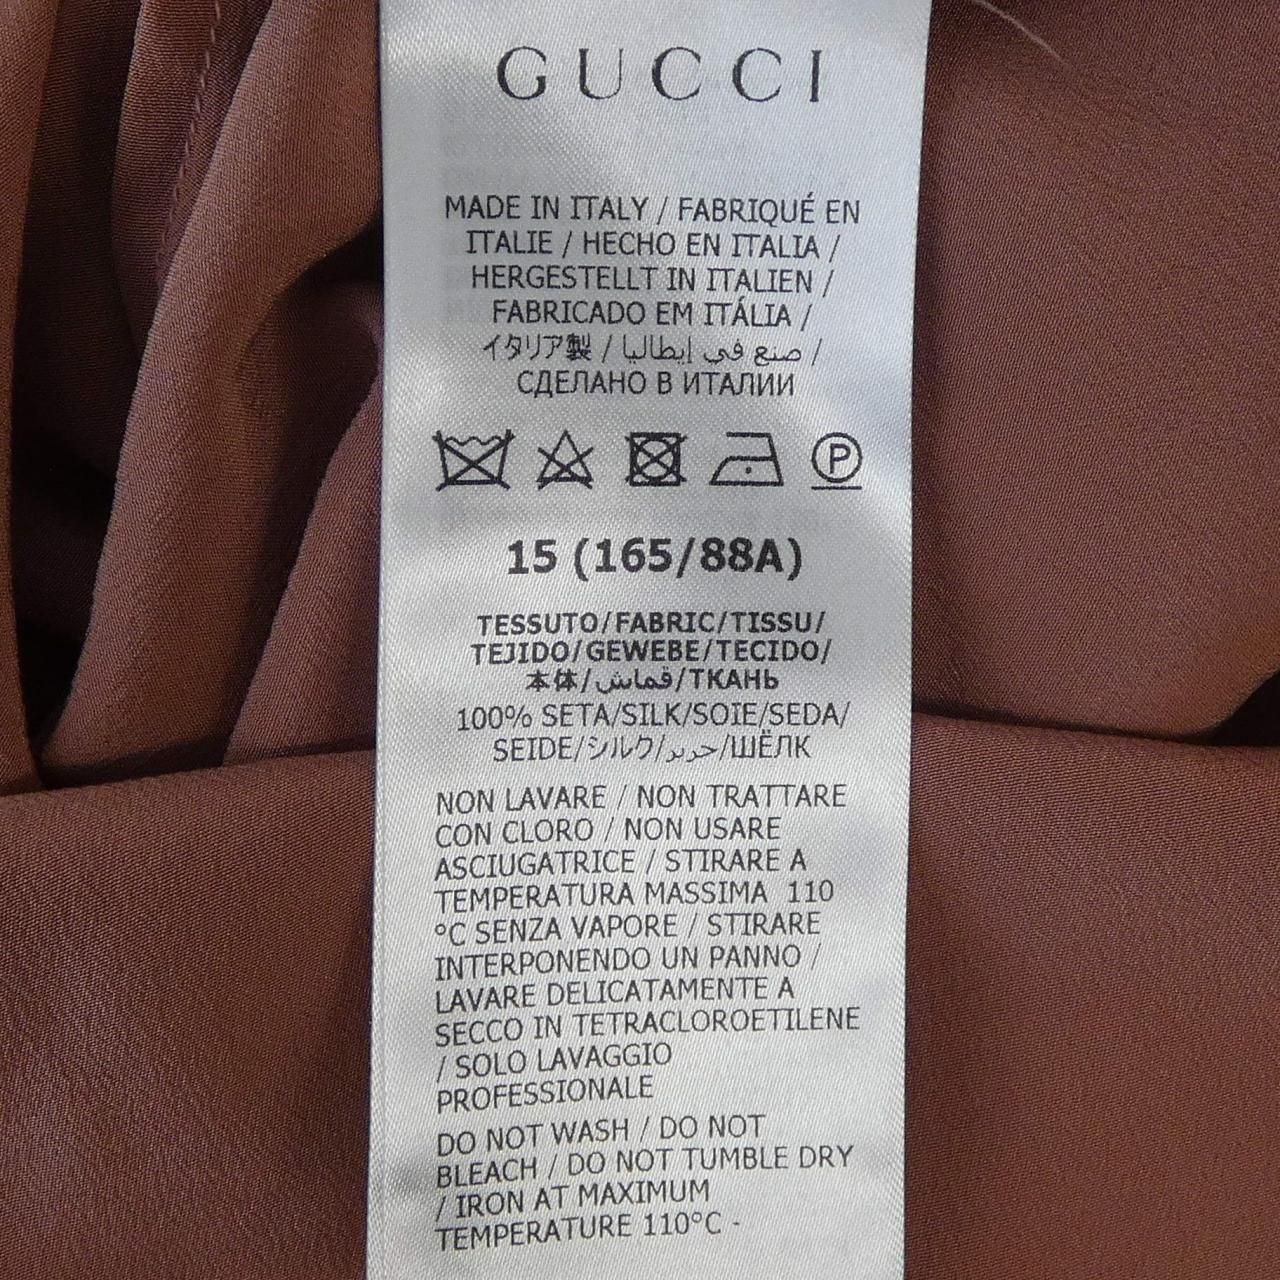 GUCCI
MADE IN ITALY / FABRIQUÉ EN
ITALIE / HECHO EN ITALIA /
HERGESTELLT IN ITALIEN /
FABRICADO EM ITÁLIA /
イタリア製 / صنع في إيطاليا /
СДЕЛАНО В ИТАЛИИ
P
15 (165/88A)
TESSUTO/FABRIC/TISSU/
TEJIDO/GEWEBE/TECIDO/
本体/قماش/ТКАНЬ
100% SETA/SILK/SOIE/SEDA/
SEIDE/シルク/حرير/ШЁЛК
NON LAVARE / NON TRATTARE
CON CLORO / NON USARE
ASCIUGATRICE / STIRARE A
TEMPERATURA MASSIMA 110
°C SENZA VAPORE / STIRARE
INTERPONENDO UN PANNO /
LAVARE DELICATAMENTE A
SECCO IN TETRACLOROETILENE
/ SOLO LAVAGGIO
PROFESSIONALE
DO NOT WASH / DO NOT
BLEACH / DO NOT TUMBLE DRY
/ IRON AT MAXIMUM
TEMPERATURE 110°C -